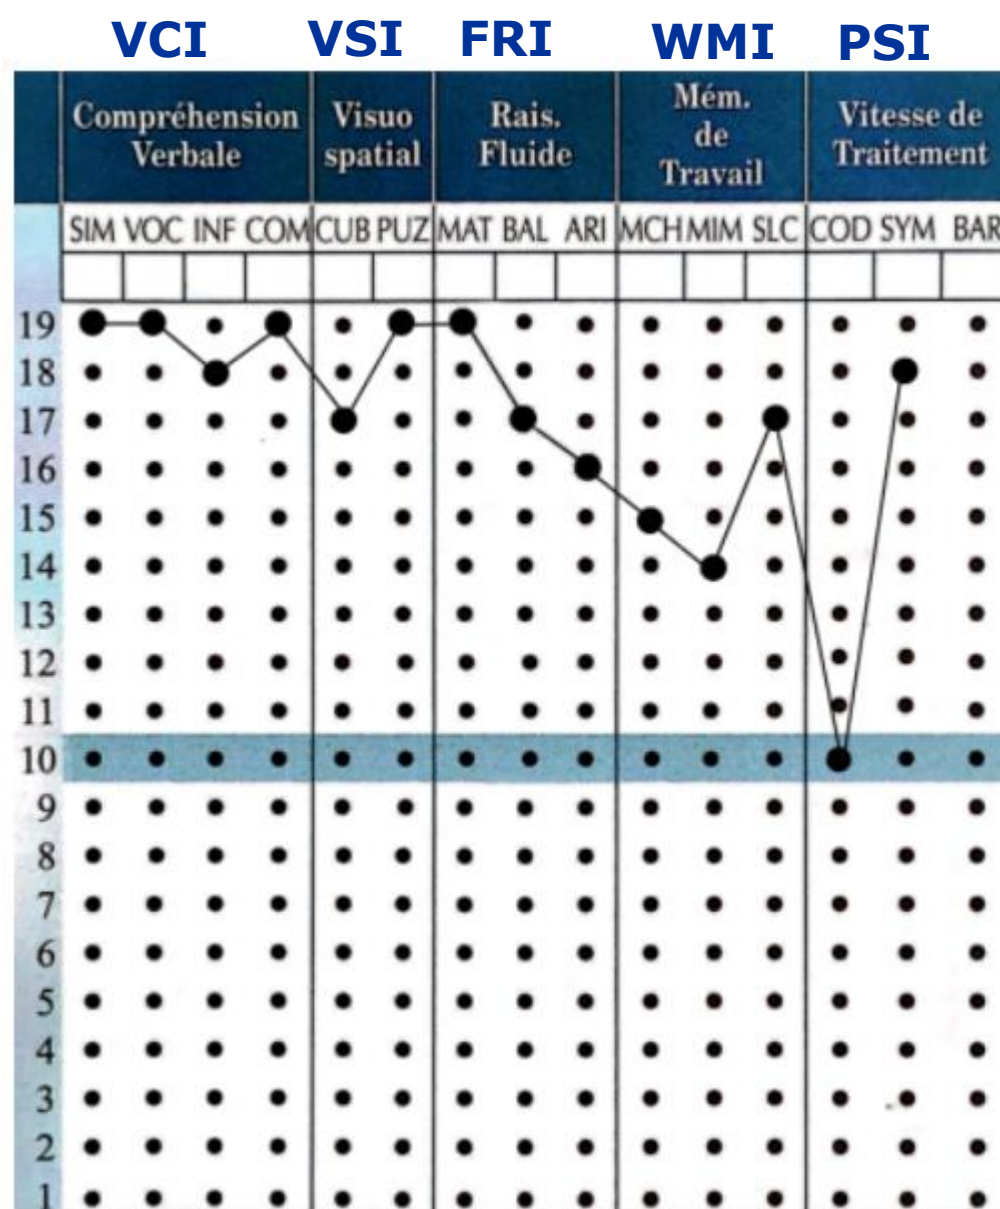 VCI VSI FRI WMI PSI
Compréhension
Verbale
Visuo
spatial
Rais.
Fluide
Mém.
de
Travail
Vitesse de
Traitement
SIM VOC INF COM CUB PUZ MAT BAL ARI MCH MIM SLC COD SYM BAR
19
18
17
16
15
14
13
12
11
10
9
8
7
6
5
4
3
2
1